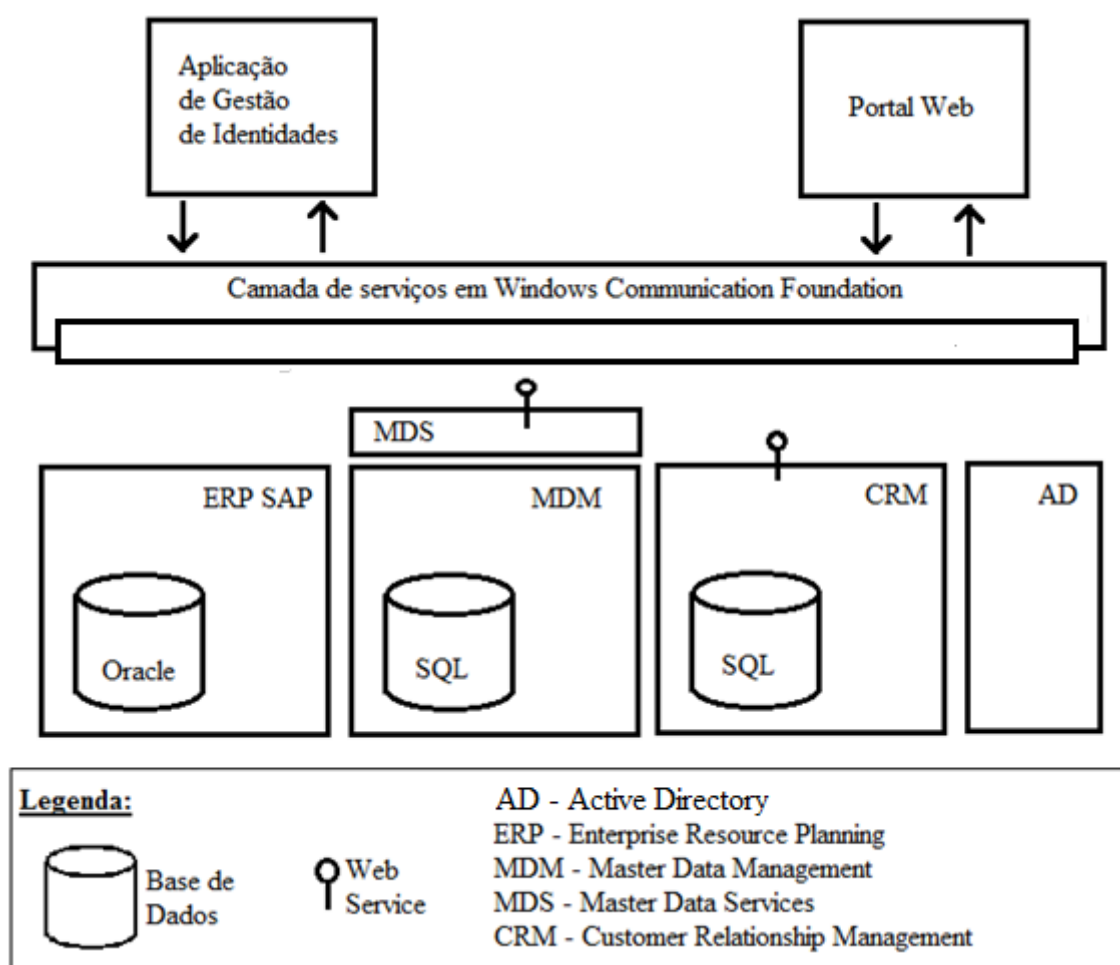 Aplicação
de Gestão
de Identidades
Portal Web
Camada de serviços em Windows Communication Foundation
MDS
ERP SAP
MDM
CRM
AD
Oracle
SQL
SQL
Legenda:
Base de
Dados
Web
Service
AD - Active Directory
ERP - Enterprise Resource Planning
MDM - Master Data Management
MDS - Master Data Services
CRM - Customer Relationship Management